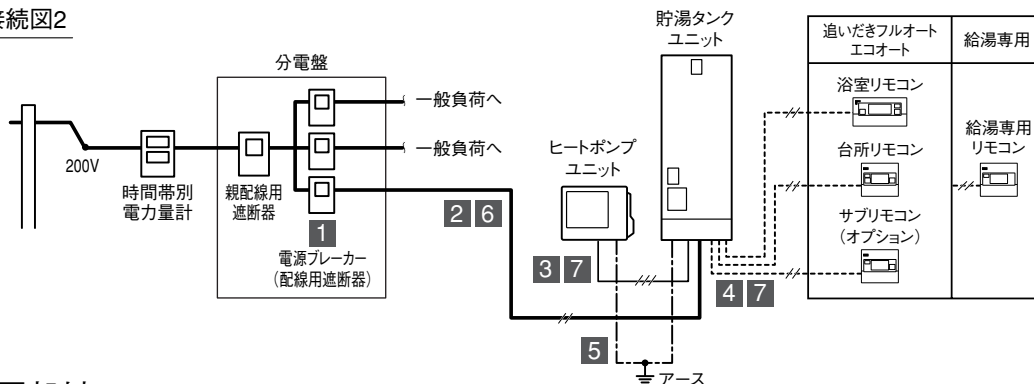 接続図2
分電盤
200V
時間帯別
電力量計
親配線用
遮断器
一般負荷へ
一般負荷へ
1
電源ブレーカー
（配線用遮断器）
2 6
ヒートポンプ
ユニット
貯湯タンク
ユニット
3 7
4 7
5
アース
追いだきフルオート
エコオート
給湯専用
浴室リモコン
台所リモコン
サブリモコン
（オプション）
給湯専用
リモコン